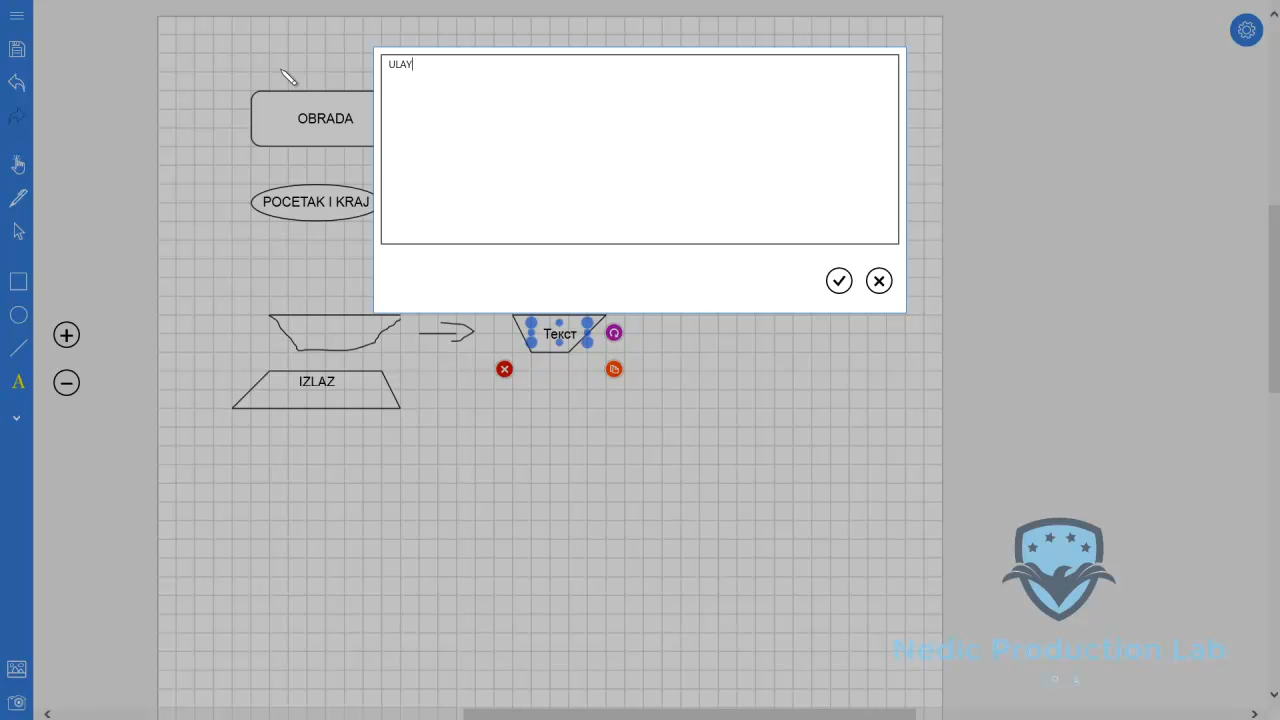 ULAY
OBRADA
POCETAK I KRAJ
Текст
IZLAZ
A
Nedic Production Lab